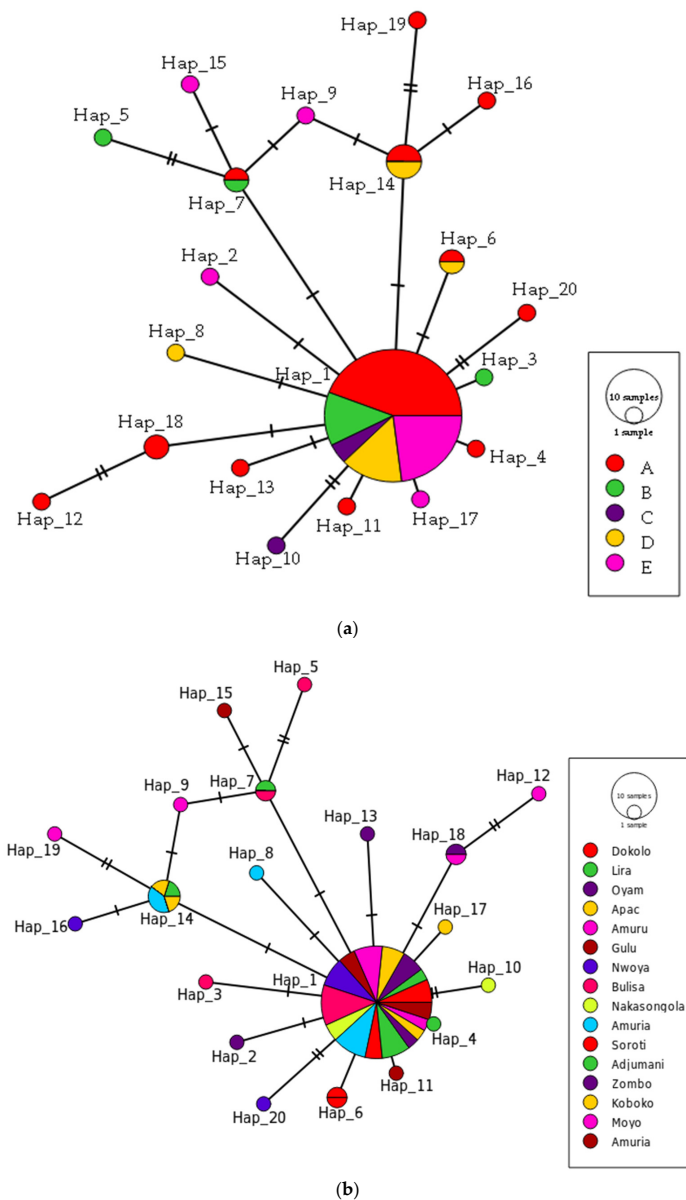 Hap_19
Hap_15
Hap_16
Hap_9
Hap_5
Hap_14
Hap_7
Hap_6
Hap_2
Hap_20
Hap_8
Hap_3
Hap_1
10 samples
1 sample
Hap_18
Hap_4
A
Hap_13
B
Hap_17
Hap_12
Hap_11
C
D
Hap_10
E
(a)
Hap_5
Hap_15
Hap_12
Hap_9
Hap_7
Hap_13
10 samples
1 sample
Hap_18
Hap_19
Hap_8
Dokolo
Lira
Oyam
Apac
Hap_17
Amuru
Hap_14
Gulu
Hap_16
Nwoya
Hap_1
Hap_10
Bulisa
Hap_3
Nakasongola
Amuria
Hap_4
Soroti
Hap_2
Adjumani
Hap_11
Zombo
Hap_20
Hap_6
Koboko
Moyo
Amuria
(b)